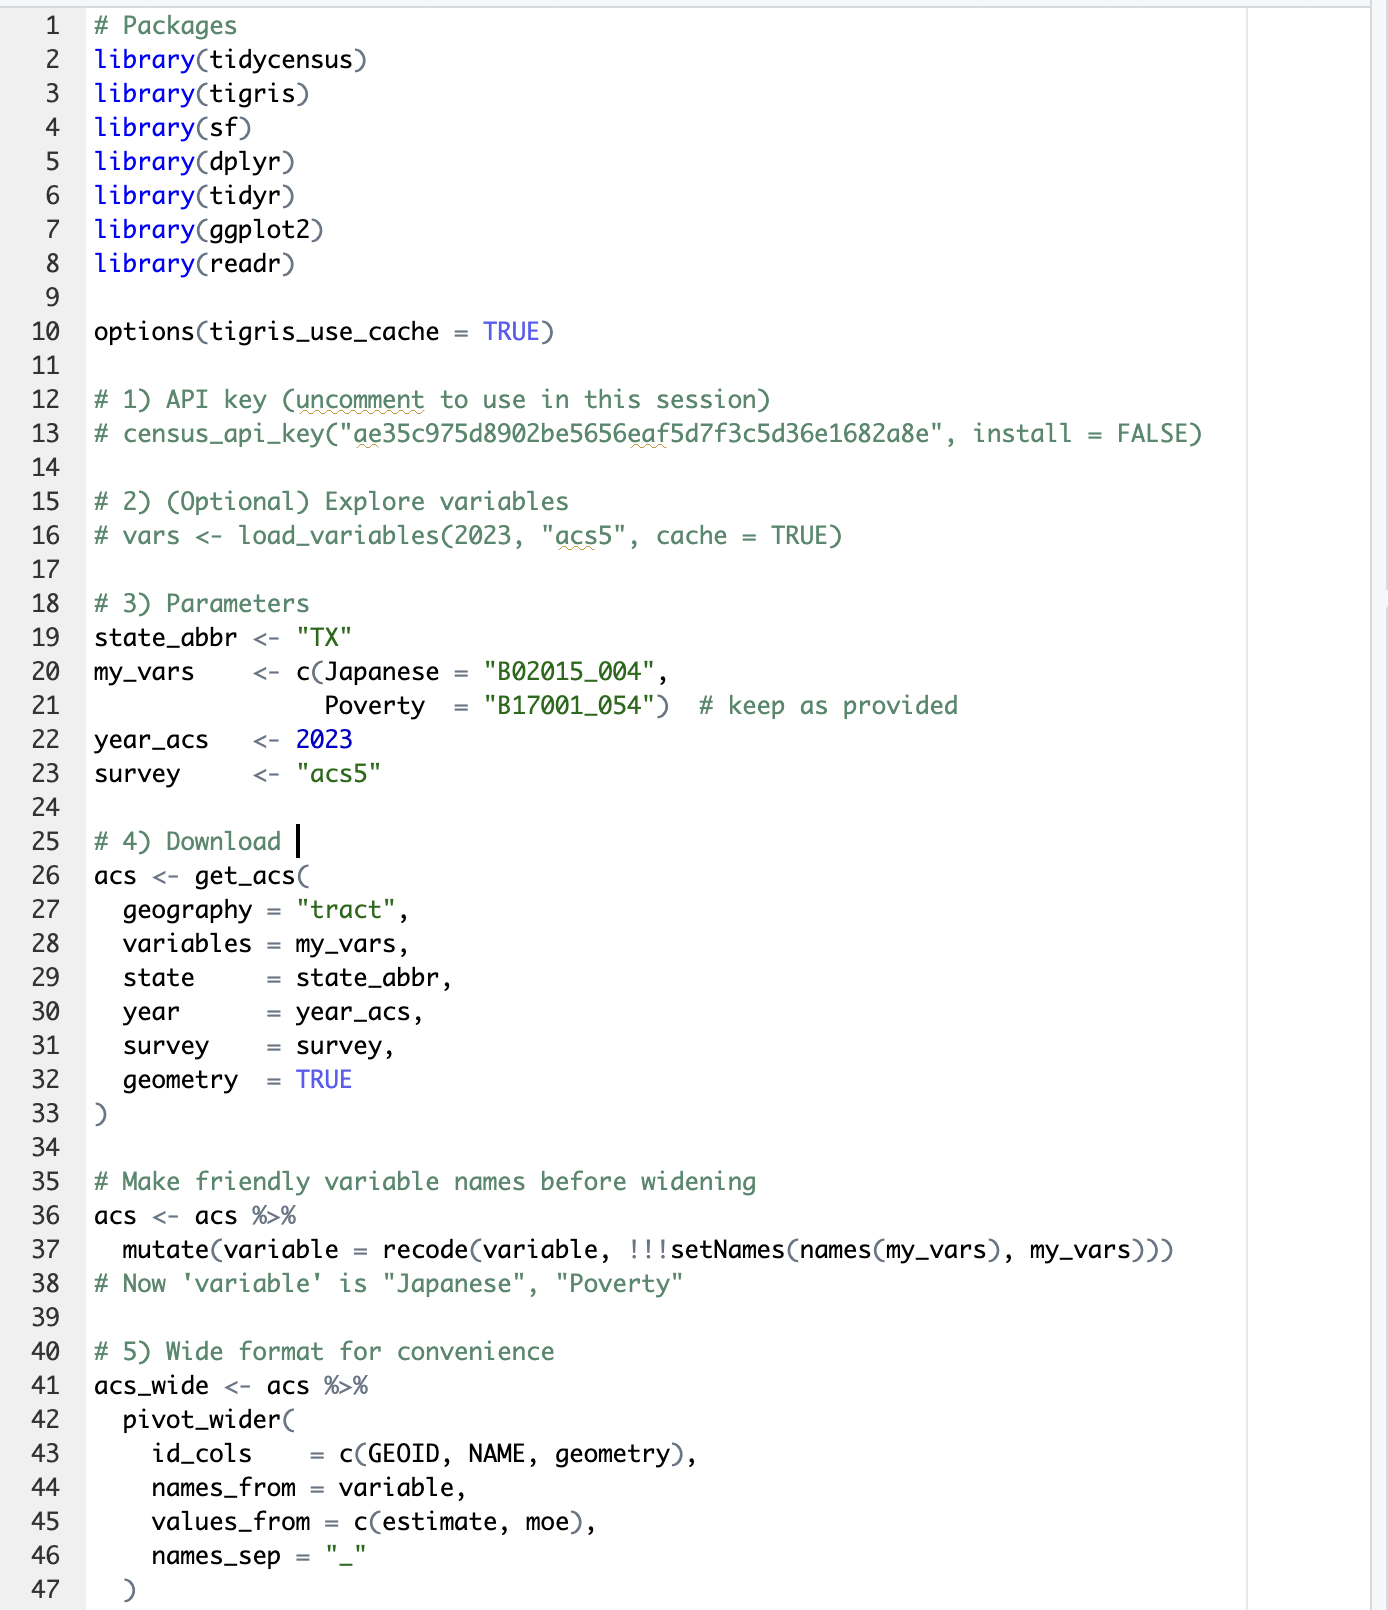 1 # Packages
2 library(tidycensus)
3 library(tigris)
4 library(sf)
5 library(dplyr)
6 library(tidyr)
7 library(ggplot2)
8 library(readr)
9
10 options(tigris_use_cache = TRUE)
11
12 # 1) API key (uncomment to use in this session)
13 # census_api_key("ae35c975d8902be5656eaf5d7f3c5d36e1682a8e", install = FALSE)
14
15 # 2) (Optional) Explore variables
16 # vars <- load_variables(2023, "acs5", cache = TRUE)
17
18 # 3) Parameters
19 state_abbr <- "TX"
20 my_vars    <- c(Japanese = "B02015_004",
21                 Poverty  = "B17001_054")  # keep as provided
22 year_acs   <- 2023
23 survey     <- "acs5"
24
25 # 4) Download
26 acs <- get_acs(
27   geography = "tract",
28   variables = my_vars,
29   state     = state_abbr,
30   year      = year_acs,
31   survey    = survey,
32   geometry  = TRUE
33 )
34
35 # Make friendly variable names before widening
36 acs <- acs %>%
37   mutate(variable = recode(variable, !!!setNames(names(my_vars), my_vars)))
38 # Now 'variable' is "Japanese", "Poverty"
39
40 # 5) Wide format for convenience
41 acs_wide <- acs %>%
42   pivot_wider(
43     id_cols    = c(GEOID, NAME, geometry),
44     names_from = variable,
45     values_from = c(estimate, moe),
46     names_sep = "_"
47   )